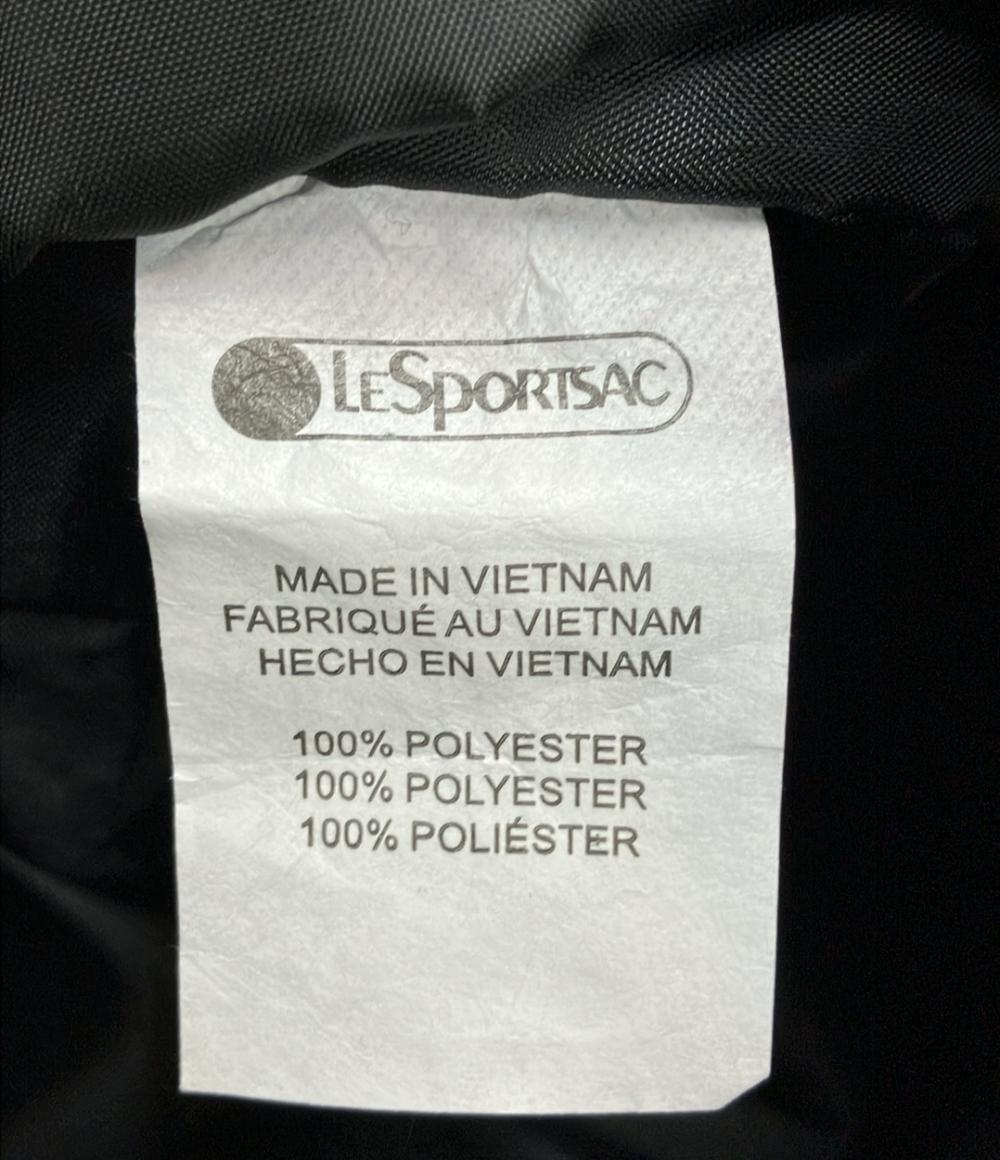 LESPORTSAC
MADE IN VIETNAM
FABRIQUÉ AU VIETNAM
HECHO EN VIETNAM
100% POLYESTER
100% POLYESTER
100% POLIÉSTER